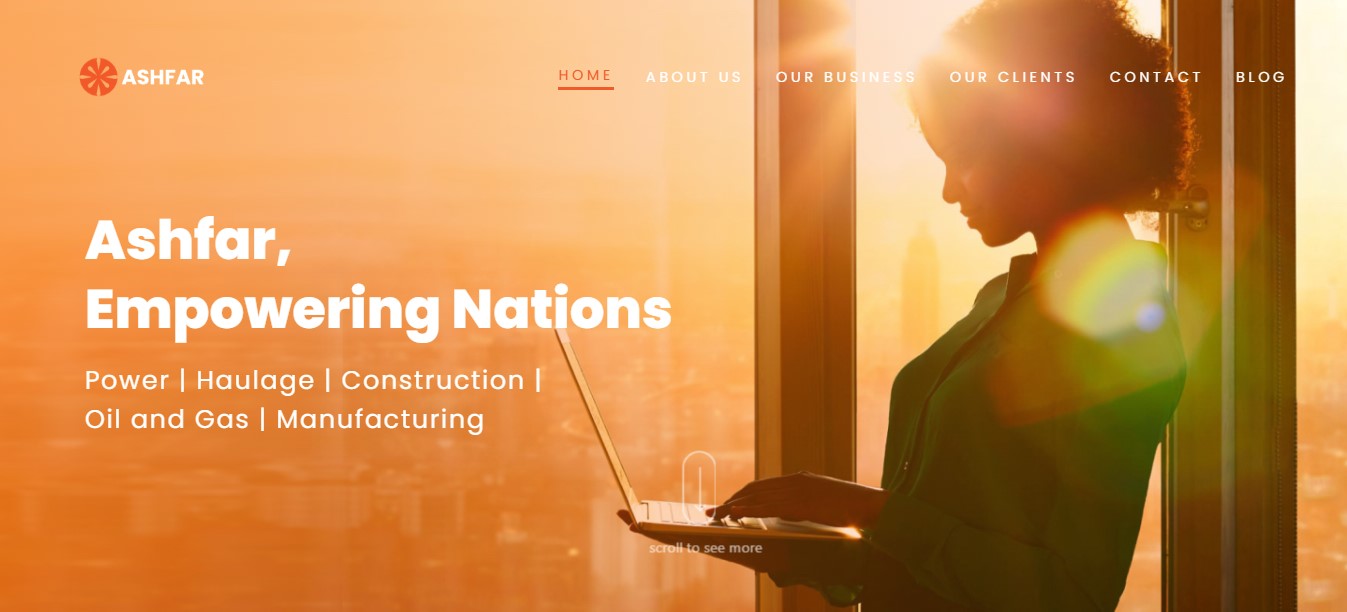 ASHFAR
HOME ABOUT US OUR BUSINESS OUR CLIENTS CONTACT BLOG
Ashfar,
Empowering Nations
Power | Haulage | Construction |
Oil and Gas | Manufacturing
scroll to see more